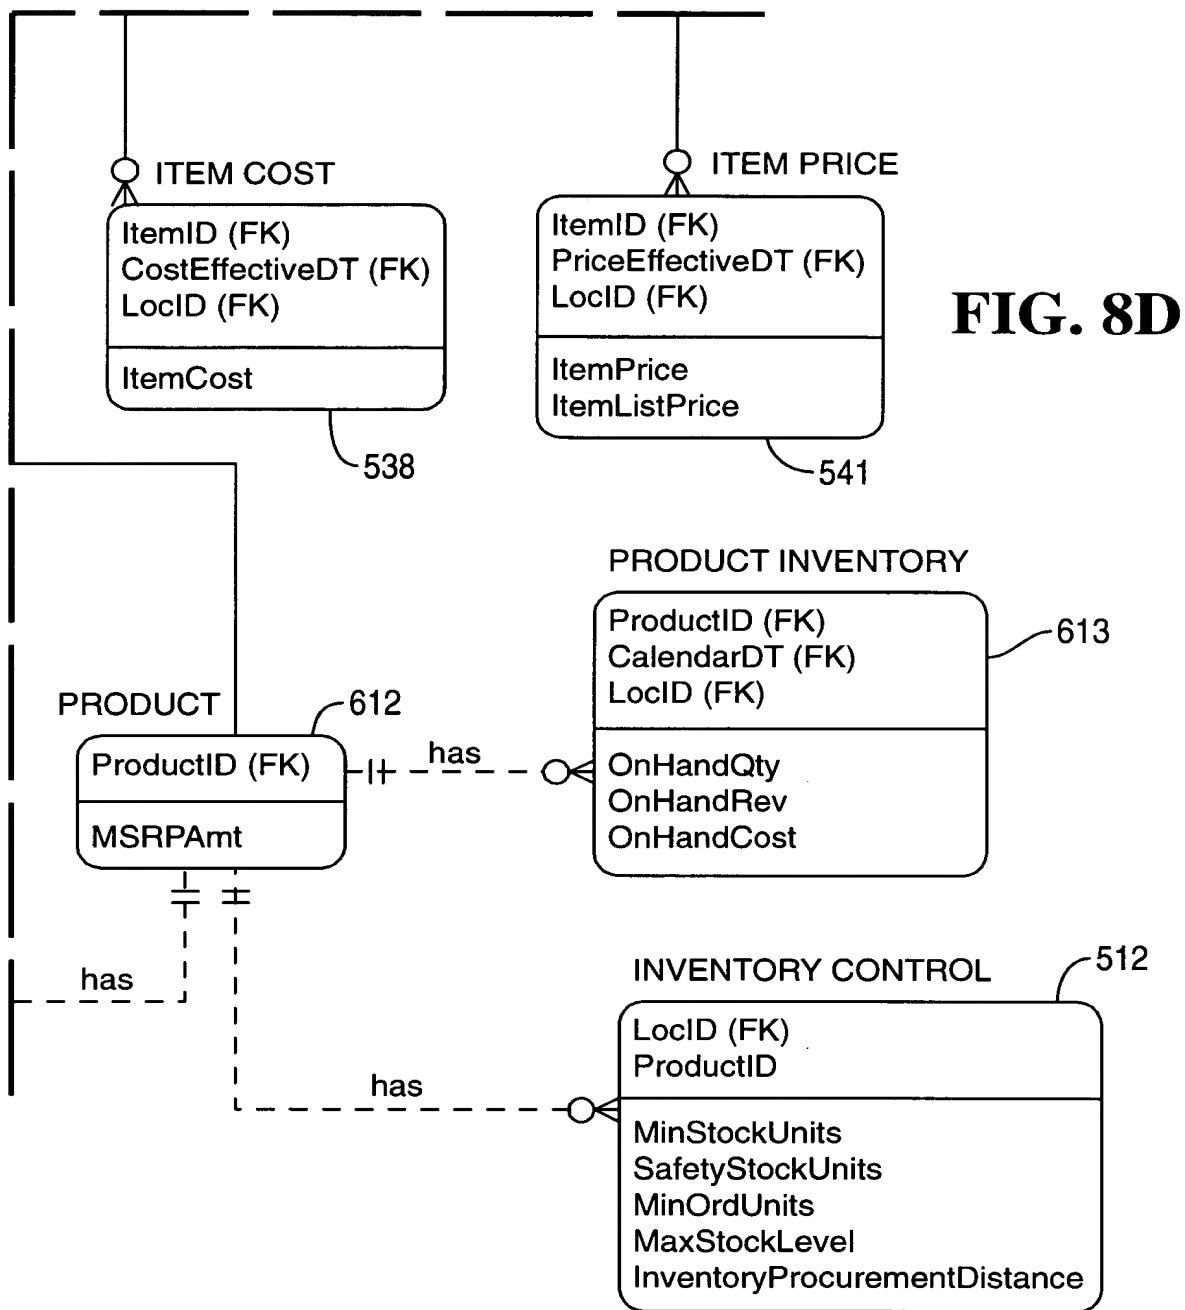 ITEM COST
ItemID (FK)
CostEffectiveDT (FK)
LocID (FK)
ItemCost
538
ITEM PRICE
ItemID (FK)
PriceEffectiveDT (FK)
LocID (FK)
ItemPrice
ItemListPrice
541
FIG. 8D
PRODUCT INVENTORY
ProductID (FK)
CalendarDT (FK)
LocID (FK)
OnHandQty
OnHandRev
OnHandCost
613
PRODUCT
612
ProductID (FK)
MSRPAmt
has
has
has
INVENTORY CONTROL
512
LocID (FK)
ProductID
MinStockUnits
SafetyStockUnits
MinOrdUnits
MaxStockLevel
InventoryProcurementDistance